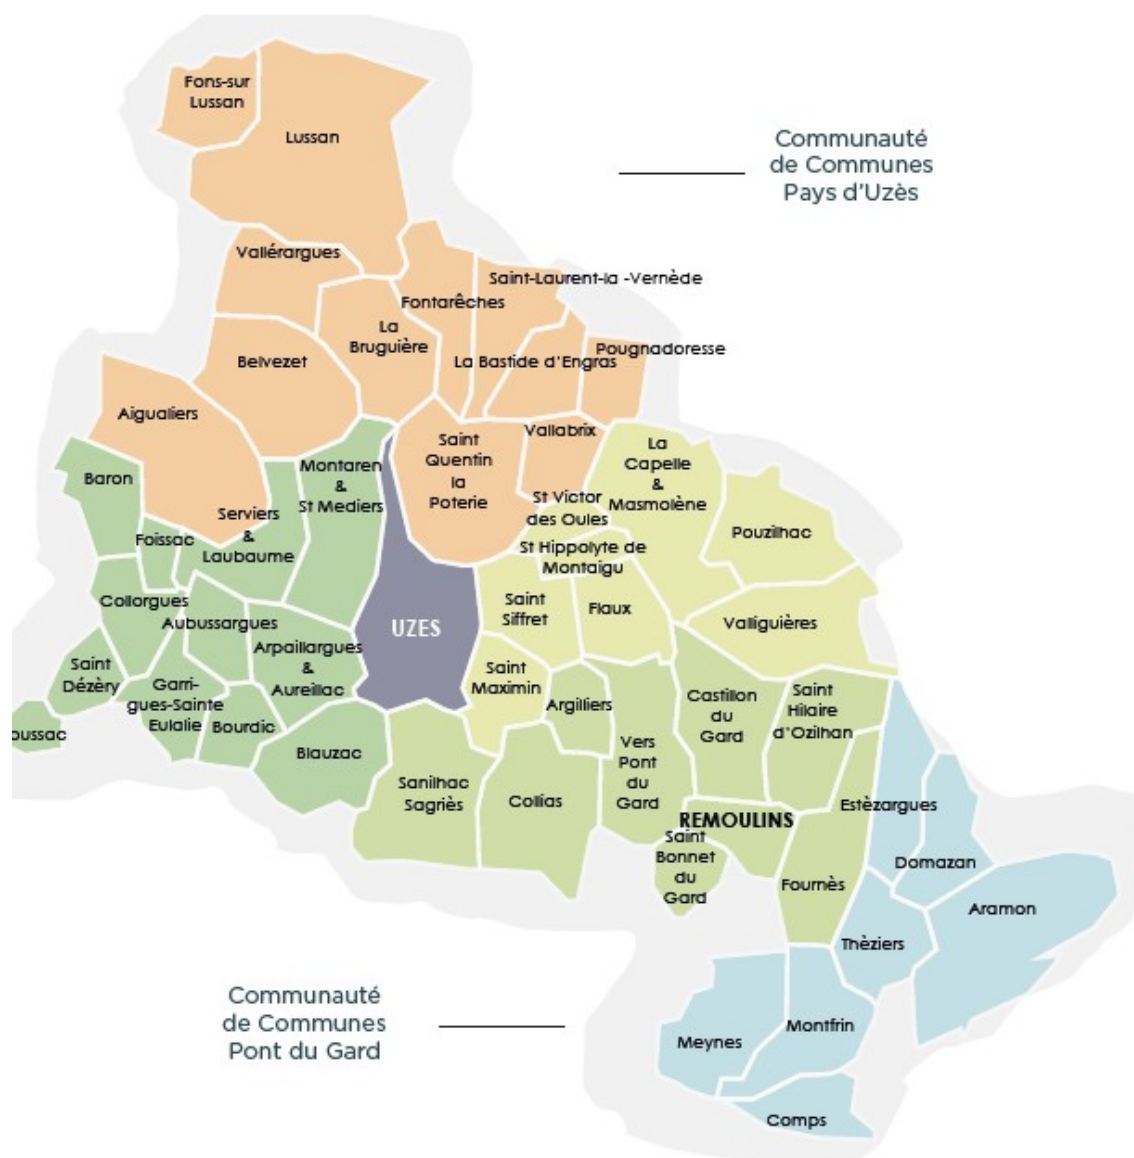 Fons-sur
Lussan
Lussan
Communauté
de Communes
Pays d'Uzès
Vallérargues
Saint-Laurent-la -Vernède
Fontarêches
La
Bruguière
Belvezet
La Bastide d'Engras
Pougnadoresse
Aigualiers
Saint
Quentin
la
Poterie
Vallabrix
La
Capelle
&
Masmolène
Baron
Montaren
&
St Mediers
St Victor
des Oules
Serviers
&
Laubaume
Foissac
Pouzilhac
St Hippolyte de
Montaigu
Collorgues
Aubussargues
Saint
Siffret
Flaux
Valliguières
UZES
Arpaillargues
&
Aureillac
Saint
Dézèry
Garri-
gues-Sainte
Eulalie
Bourdic
Saint
Maximin
Argilliers
Castillon
du
Gard
Saint
Hilaire
d'Ozilhan
oussac
Blauzac
Vers
Pont
du
Gard
Sanilhac
Sagriès
Collias
Estèzargues
REMOULINS
Saint
Bonnet
du
Gard
Domazan
Fournès
Aramon
Thèziers
Communauté
de Communes
Pont du Gard
Montfrin
Meynes
Comps